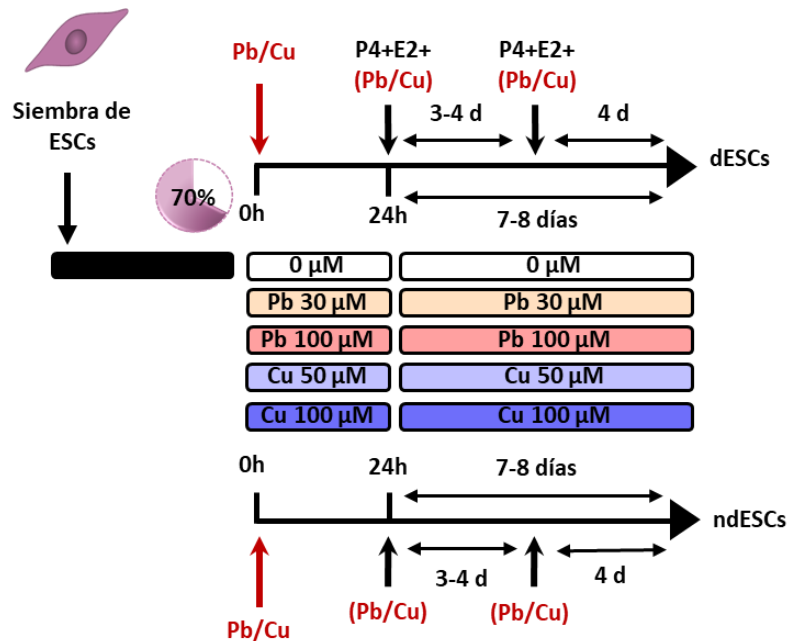 Siembra de
ESCs
70%
Pb/Cu
P4+E2+
(Pb/Cu)
P4+E2+
(Pb/Cu)
3-4 d
4 d
dESCs
0h
24h
7-8 días
0 µM
0 µM
Pb 30 µM
Pb 30 µM
Pb 100 µM
Pb 100 µM
Cu 50 µM
Cu 50 µM
Cu 100 µM
Cu 100 µM
0h
24h
7-8 días
ndESCs
3-4 d
4 d
Pb/Cu
(Pb/Cu)
(Pb/Cu)